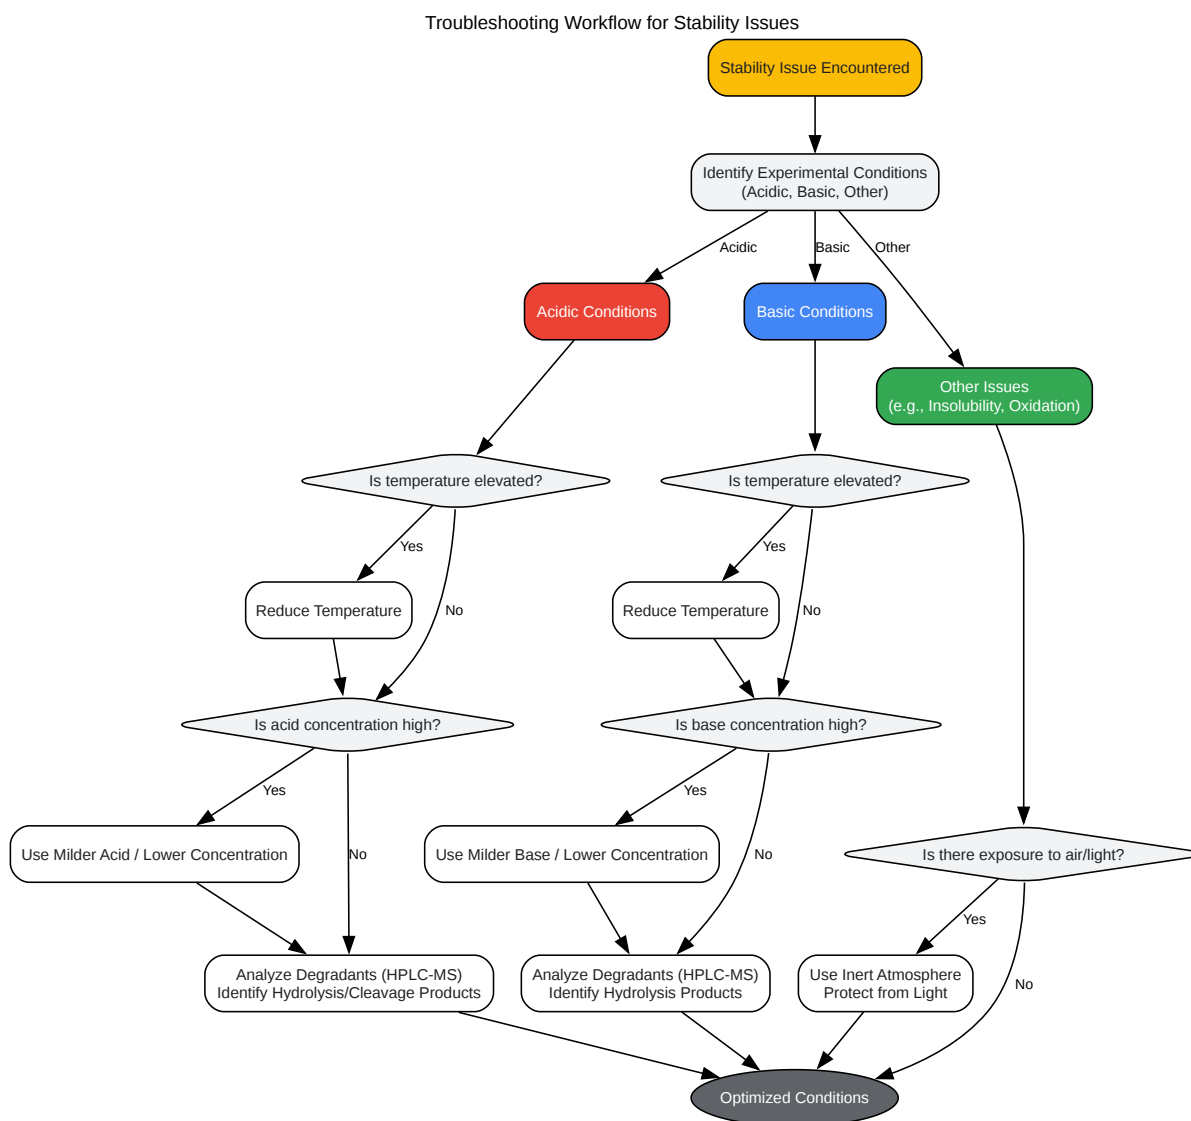 Troubleshooting Workflow for Stability Issues
Stability Issue Encountered
Identify Experimental Conditions
(Acidic, Basic, Other)
Acidic
Basic
Other
Acidic Conditions
Basic Conditions
Other Issues
(e.g., Insolubility, Oxidation)
Is temperature elevated?
Is temperature elevated?
Yes
Yes
Reduce Temperature
No
Reduce Temperature
No
Is acid concentration high?
Is base concentration high?
Yes
Yes
Use Milder Acid / Lower Concentration
No
Use Milder Base / Lower Concentration
No
Is there exposure to air/light?
Yes
Analyze Degradants (HPLC-MS)
Identify Hydrolysis/Cleavage Products
Analyze Degradants (HPLC-MS)
Identify Hydrolysis Products
Use Inert Atmosphere
Protect from Light
No
Optimized Conditions